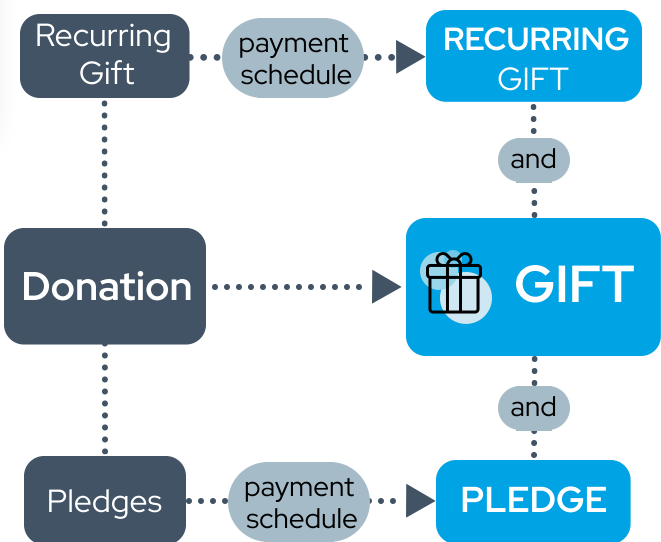 Recurring
Gift
payment
schedule
RECURRING
GIFT
and
Donation
GIFT
and
Pledges
payment
schedule
PLEDGE